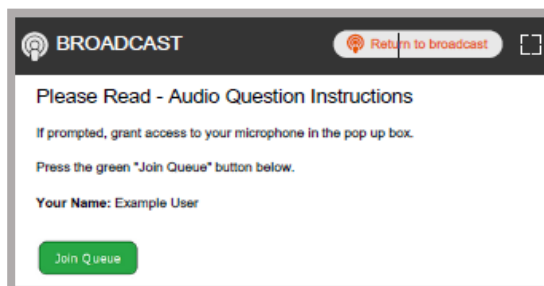 BROADCAST
Return to broadcast
Please Read - Audio Question Instructions
If prompted, grant access to your microphone in the pop up box.
Press the green "Join Queue" button below.
Your Name: Example User
Join Queue